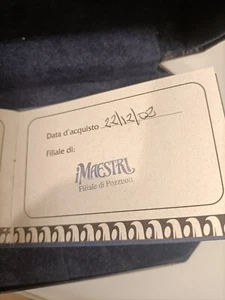 Data d'acquisto 22/12/02
Filiale di:
iMAESTRI
Filiale di Pozzuoli